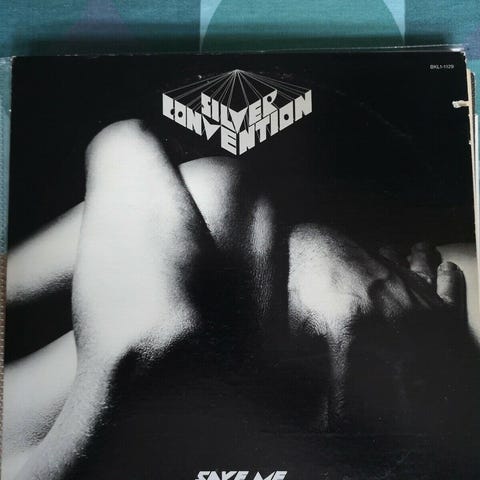 BKL1-1129
SILVER
CONVENTION
SAVE ME